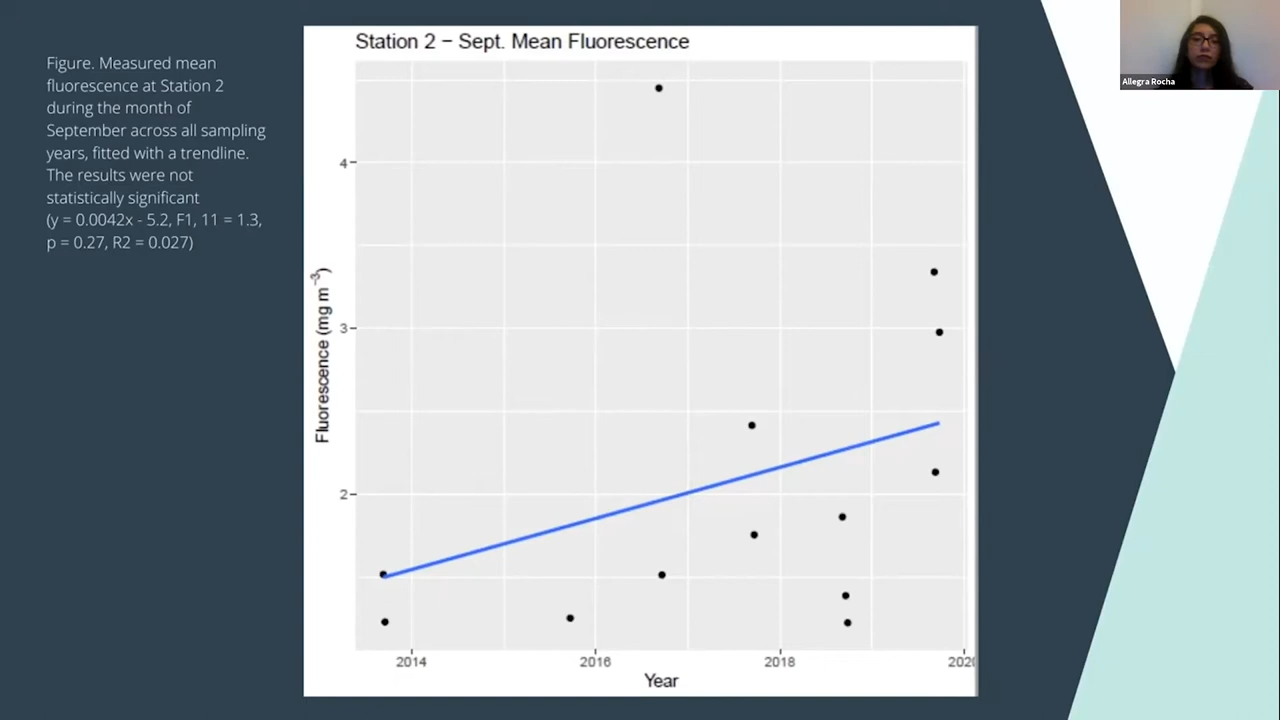 Figure. Measured mean
fluorescence at Station 2
during the month of
September across all sampling
years, fitted with a trendline.
The results were not
statistically significant
(y = 0.0042x - 5.2, F1, 11 = 1.3,
p = 0.27, R2 = 0.027)
Station 2 − Sept. Mean Fluorescence
Fluorescence (mg m⁻³)
4
3
2
2014
2016
2018
2020
Year
Allegra Rocha